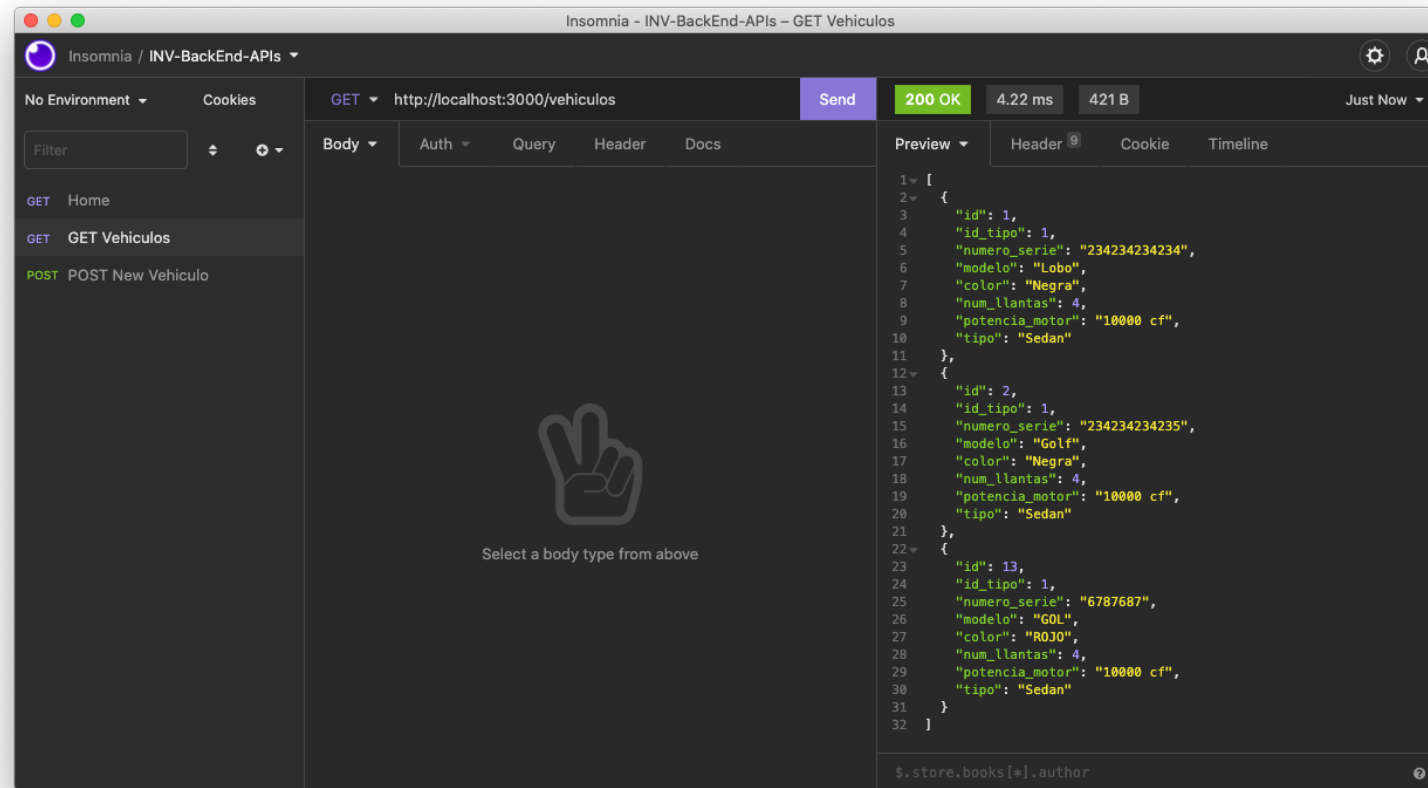 Insomnia - INV-BackEnd-APIs – GET Vehiculos
Insomnia / INV-BackEnd-APIs
No Environment Cookies
GET http://localhost:3000/vehiculos Send
200 OK 4.22 ms 421 B Just Now
Filter
Body Auth Query Header Docs
Preview Header 9 Cookie Timeline
GET Home
GET GET Vehiculos
POST POST New Vehiculo
Select a body type from above
1 [
2 {
3 "id": 1,
4 "id_tipo": 1,
5 "numero_serie": "234234234234",
6 "modelo": "Lobo",
7 "color": "Negra",
8 "num_llantas": 4,
9 "potencia_motor": "10000 cf",
10 "tipo": "Sedan"
11 },
12 {
13 "id": 2,
14 "id_tipo": 1,
15 "numero_serie": "234234234235",
16 "modelo": "Golf",
17 "color": "Negra",
18 "num_llantas": 4,
19 "potencia_motor": "10000 cf",
20 "tipo": "Sedan"
21 },
22 {
23 "id": 13,
24 "id_tipo": 1,
25 "numero_serie": "6787687",
26 "modelo": "GOL",
27 "color": "ROJO",
28 "num_llantas": 4,
29 "potencia_motor": "10000 cf",
30 "tipo": "Sedan"
31 }
32 ]
$.store.books[*].author